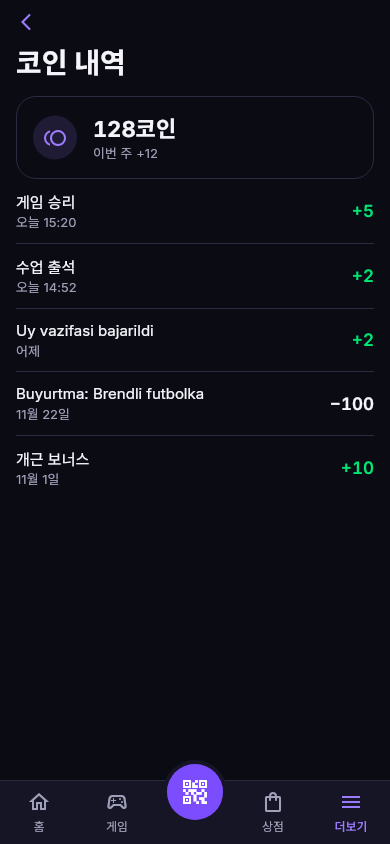 코인 내역
128코인
이번 주 +12
게임 승리
오늘 15:20
+5
수업 출석
오늘 14:52
+2
Uy vazifasi bajarildi
어제
+2
Buyurtma: Brendli futbolka
11월 22일
−100
개근 보너스
11월 1일
+10
홈
게임
상점
더보기